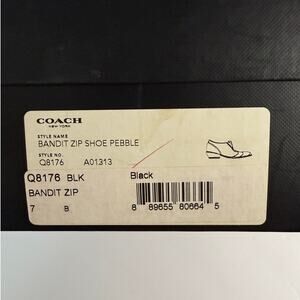 COACH
NEW YORK
STYLE NAME
BANDIT ZIP SHOE PEBBLE
STYLE NO.
Q8176 A01313
Q8176 BLK Black
BANDIT ZIP
7 B 8 89655 80664 5